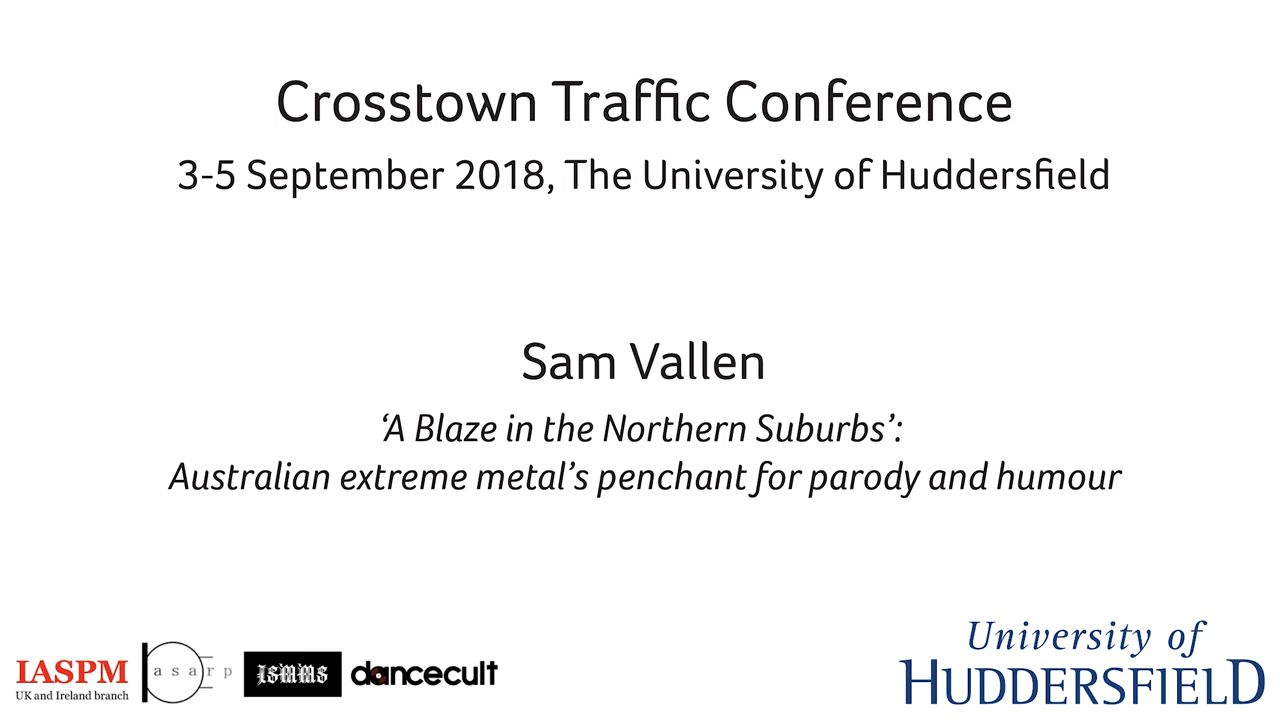 Crosstown Traffic Conference
3-5 September 2018, The University of Huddersfield
Sam Vallen
‘A Blaze in the Northern Suburbs’:
Australian extreme metal’s penchant for parody and humour
IASPM
UK and Ireland branch
asarp
ISMMS
dancecult
University of
HUDDERSFIELD